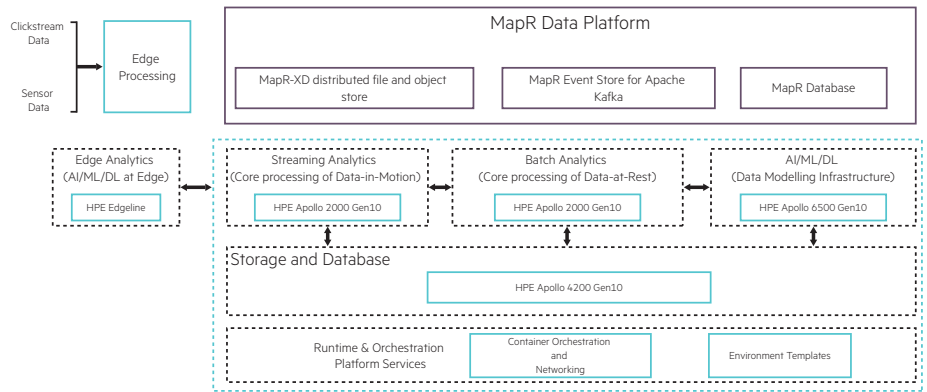 Clickstream
Data
Sensor
Data
Edge
Processing
MapR Data Platform
MapR-XD distributed file and object
store
MapR Event Store for Apache
Kafka
MapR Database
Edge Analytics
(AI/ML/DL at Edge)
HPE Edgeline
Streaming Analytics
(Core processing of Data-in-Motion)
HPE Apollo 2000 Gen10
Batch Analytics
(Core processing of Data-at-Rest)
HPE Apollo 2000 Gen10
AI/ML/DL
(Data Modelling Infrastructure)
HPE Apollo 6500 Gen10
Storage and Database
HPE Apollo 4200 Gen10
Runtime & Orchestration
Platform Services
Container Orchestration
and
Networking
Environment Templates